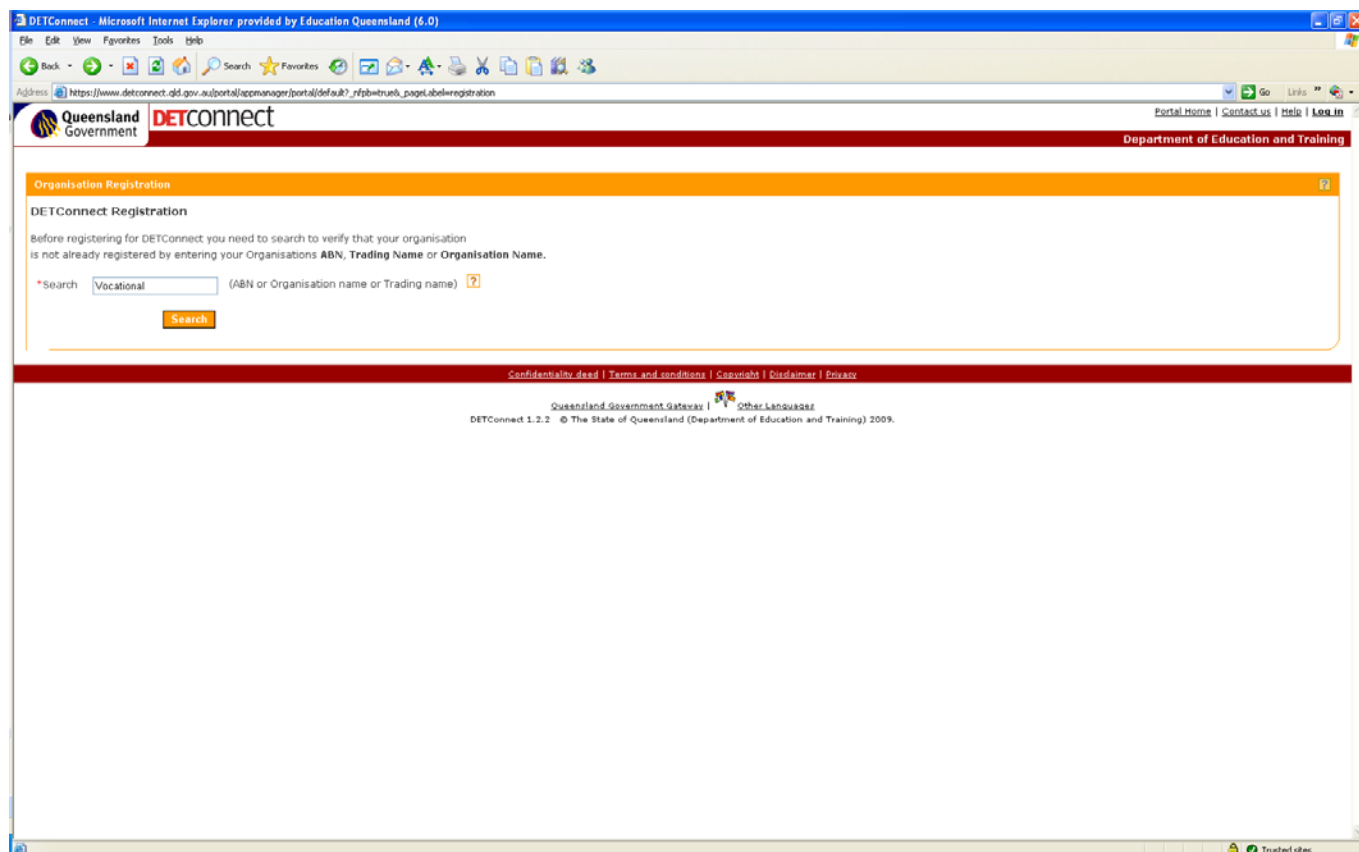 DETConnect - Microsoft Internet Explorer provided by Education Queensland (6.0)
File Edit View Favorites Tools Help
Back Search Favorites
Address https://www.detconnect.qld.gov.au/portal/appmanager/portal/default?_nfpb=true&_pageLabel=registration Go Links »
Queensland Government DETconnect Portal Home | Contact us | Help | Log in
Department of Education and Training
Organisation Registration ?
DETConnect Registration
Before registering for DETConnect you need to search to verify that your organisation
is not already registered by entering your Organisations ABN, Trading Name or Organisation Name.
*Search Vocational (ABN or Organisation name or Trading name) ?
Search
Confidentiality deed | Terms and conditions | Copyright | Disclaimer | Privacy
Queensland Government Gateway | Other Languages
DETConnect 1.2.2 © The State of Queensland (Department of Education and Training) 2009.
Trusted sites